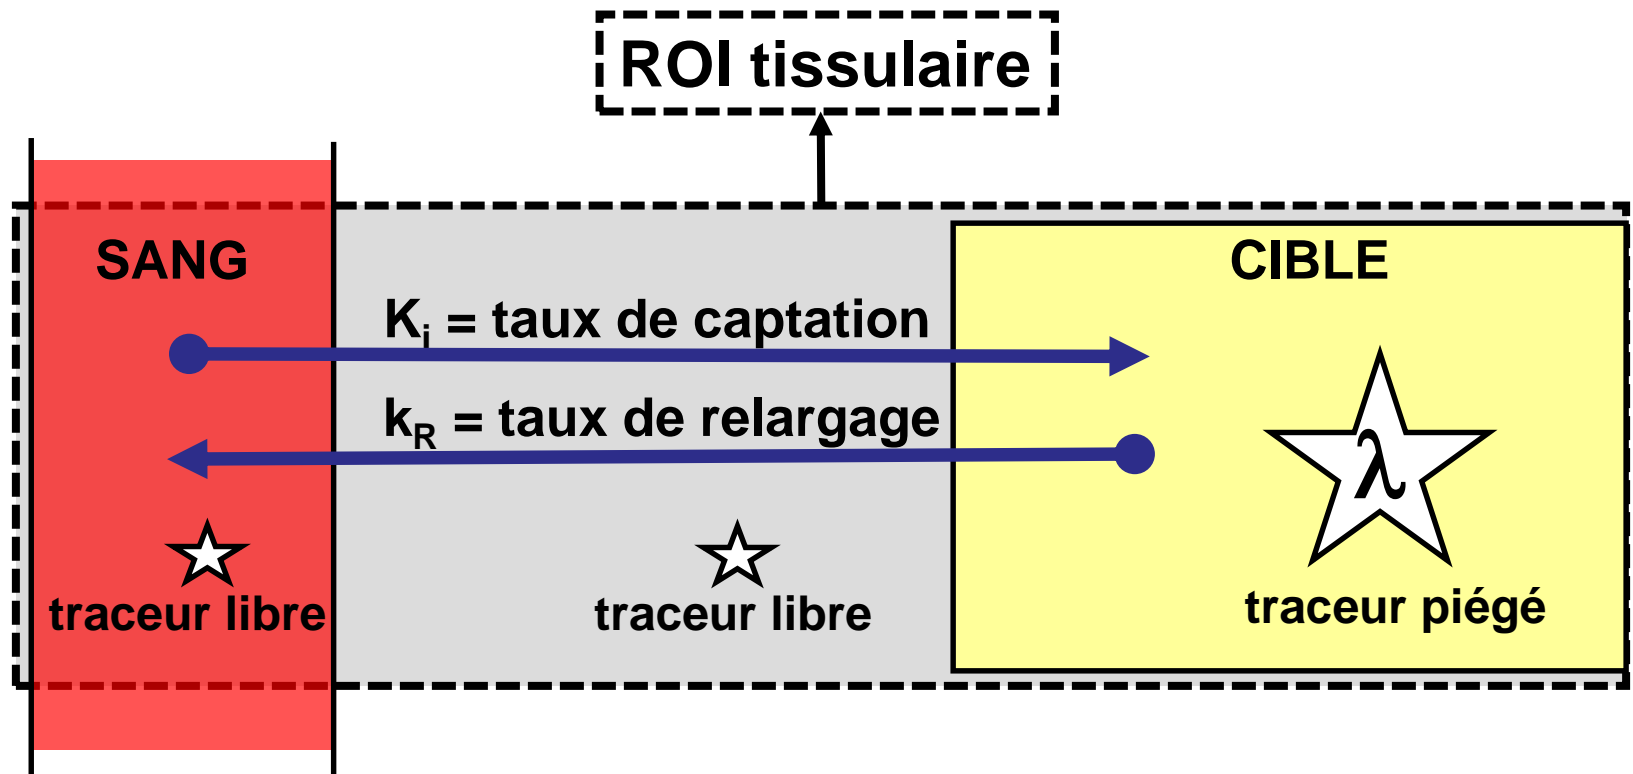 ROI tissulaire
SANG
CIBLE
Ki = taux de captation
kR = taux de relargage
λ
traceur libre
traceur libre
traceur piégé